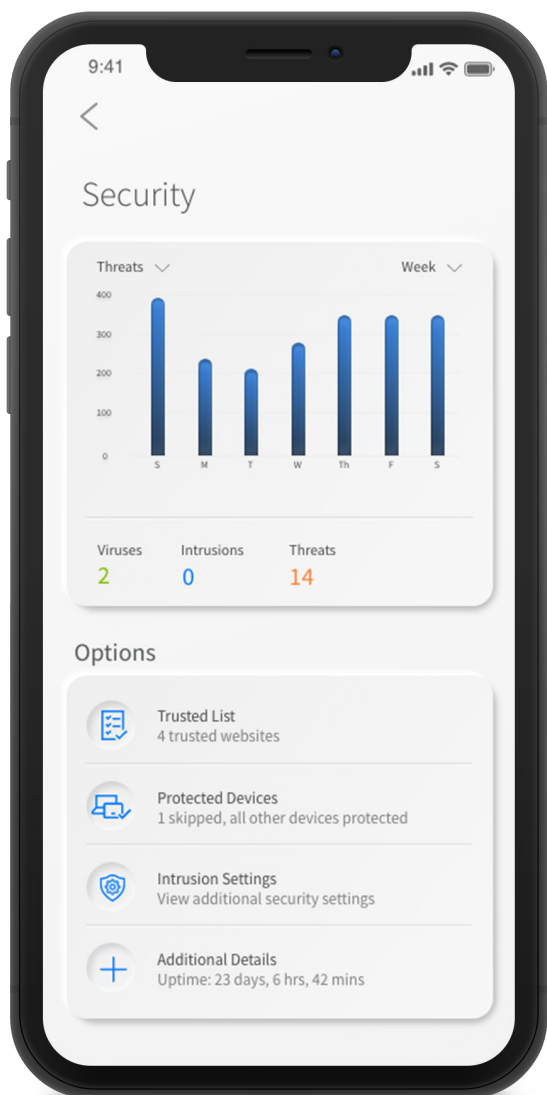 9:41
Security
Threats Week
400
300
200
100
0
S M T W Th F S
Viruses Intrusions Threats
2 0 14
Options
Trusted List
4 trusted websites
Protected Devices
1 skipped, all other devices protected
Intrusion Settings
View additional security settings
Additional Details
Uptime: 23 days, 6 hrs, 42 mins